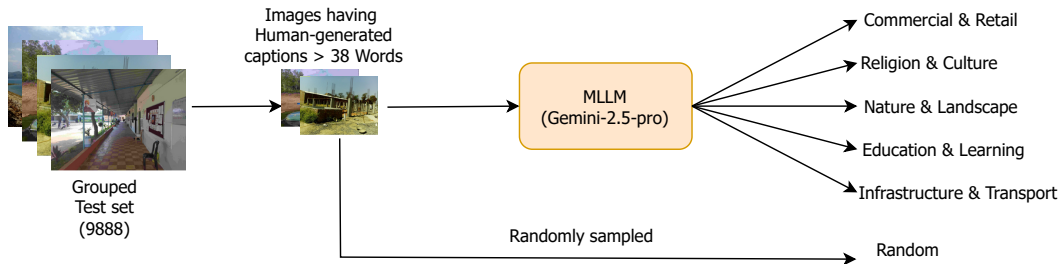 Images having
Human-generated
captions > 38 Words
Grouped
Test set
(9888)
MLLM
(Gemini-2.5-pro)
Commercial & Retail
Religion & Culture
Nature & Landscape
Education & Learning
Infrastructure & Transport
Randomly sampled
Random